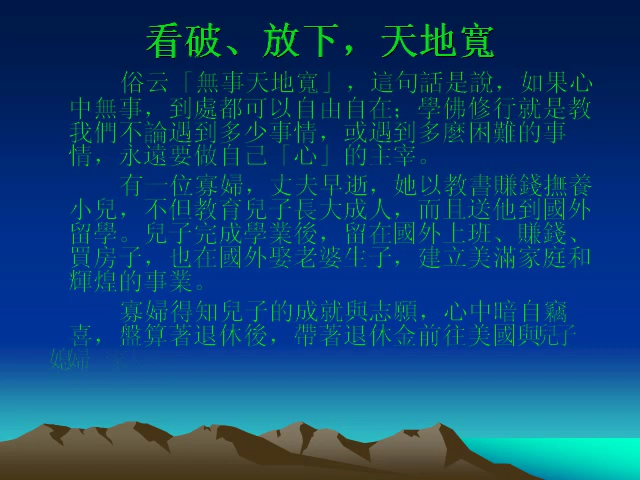 看破、放下，天地寬
俗云「無事天地寬」，這句話是說，如果心
中無事，到處都可以自由自在；學佛修行就是教
我們不論遇到多少事情，或遇到多麼困難的事
情，永遠要做自己「心」的主宰。
有一位寡婦，丈夫早逝，她以教書賺錢撫養
小兒，不但教育兒子長大成人，而且送他到國外
留學。兒子完成學業後，留在國外上班、賺錢、
買房子，也在國外娶老婆生子，建立美滿家庭和
輝煌的事業。
寡婦得知兒子的成就與志願，心中暗自竊
喜，盤算著退休後，帶著退休金前往美國與兒子
媳婦